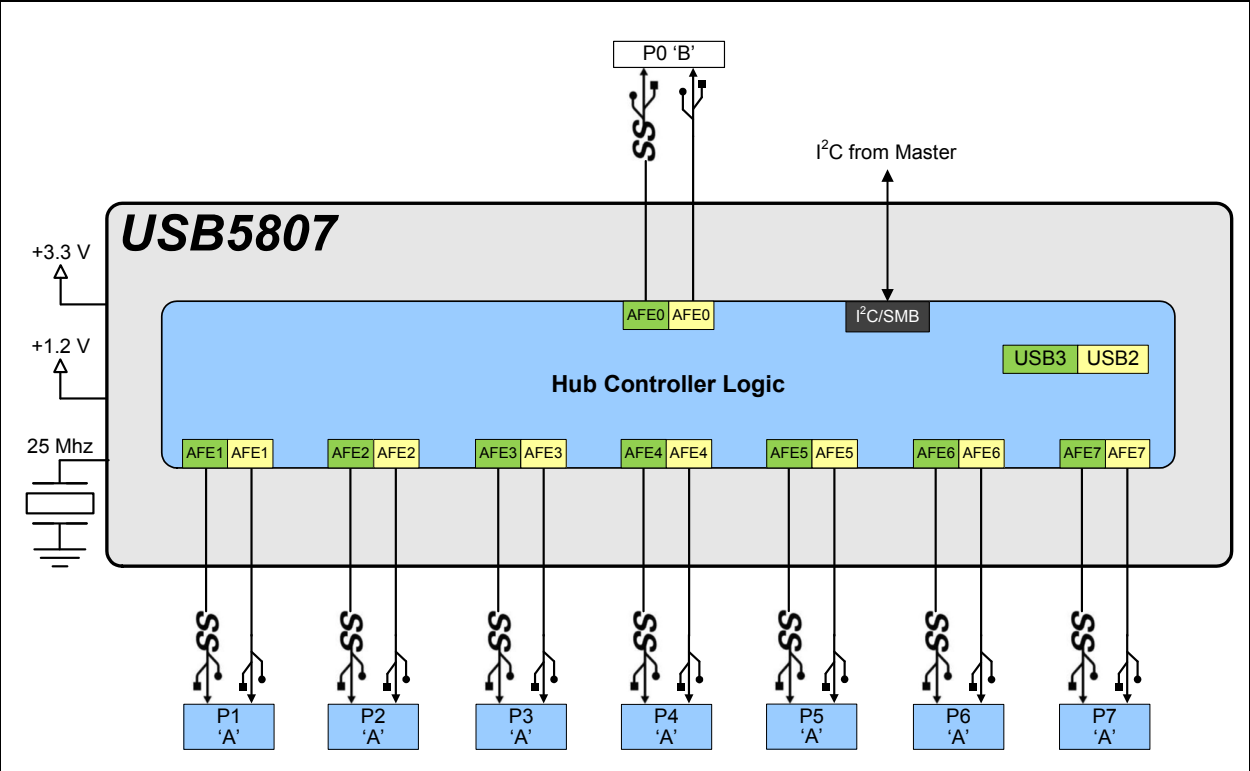 P0 ‘B’
SS
I²C from Master
USB5807
+3.3 V
AFE0 AFE0
I²C/SMB
+1.2 V
USB3 USB2
Hub Controller Logic
25 Mhz
AFE1 AFE1 AFE2 AFE2 AFE3 AFE3 AFE4 AFE4 AFE5 AFE5 AFE6 AFE6 AFE7 AFE7
SS SS SS SS SS SS SS
P1 P2 P3 P4 P5 P6 P7
‘A’ ‘A’ ‘A’ ‘A’ ‘A’ ‘A’ ‘A’